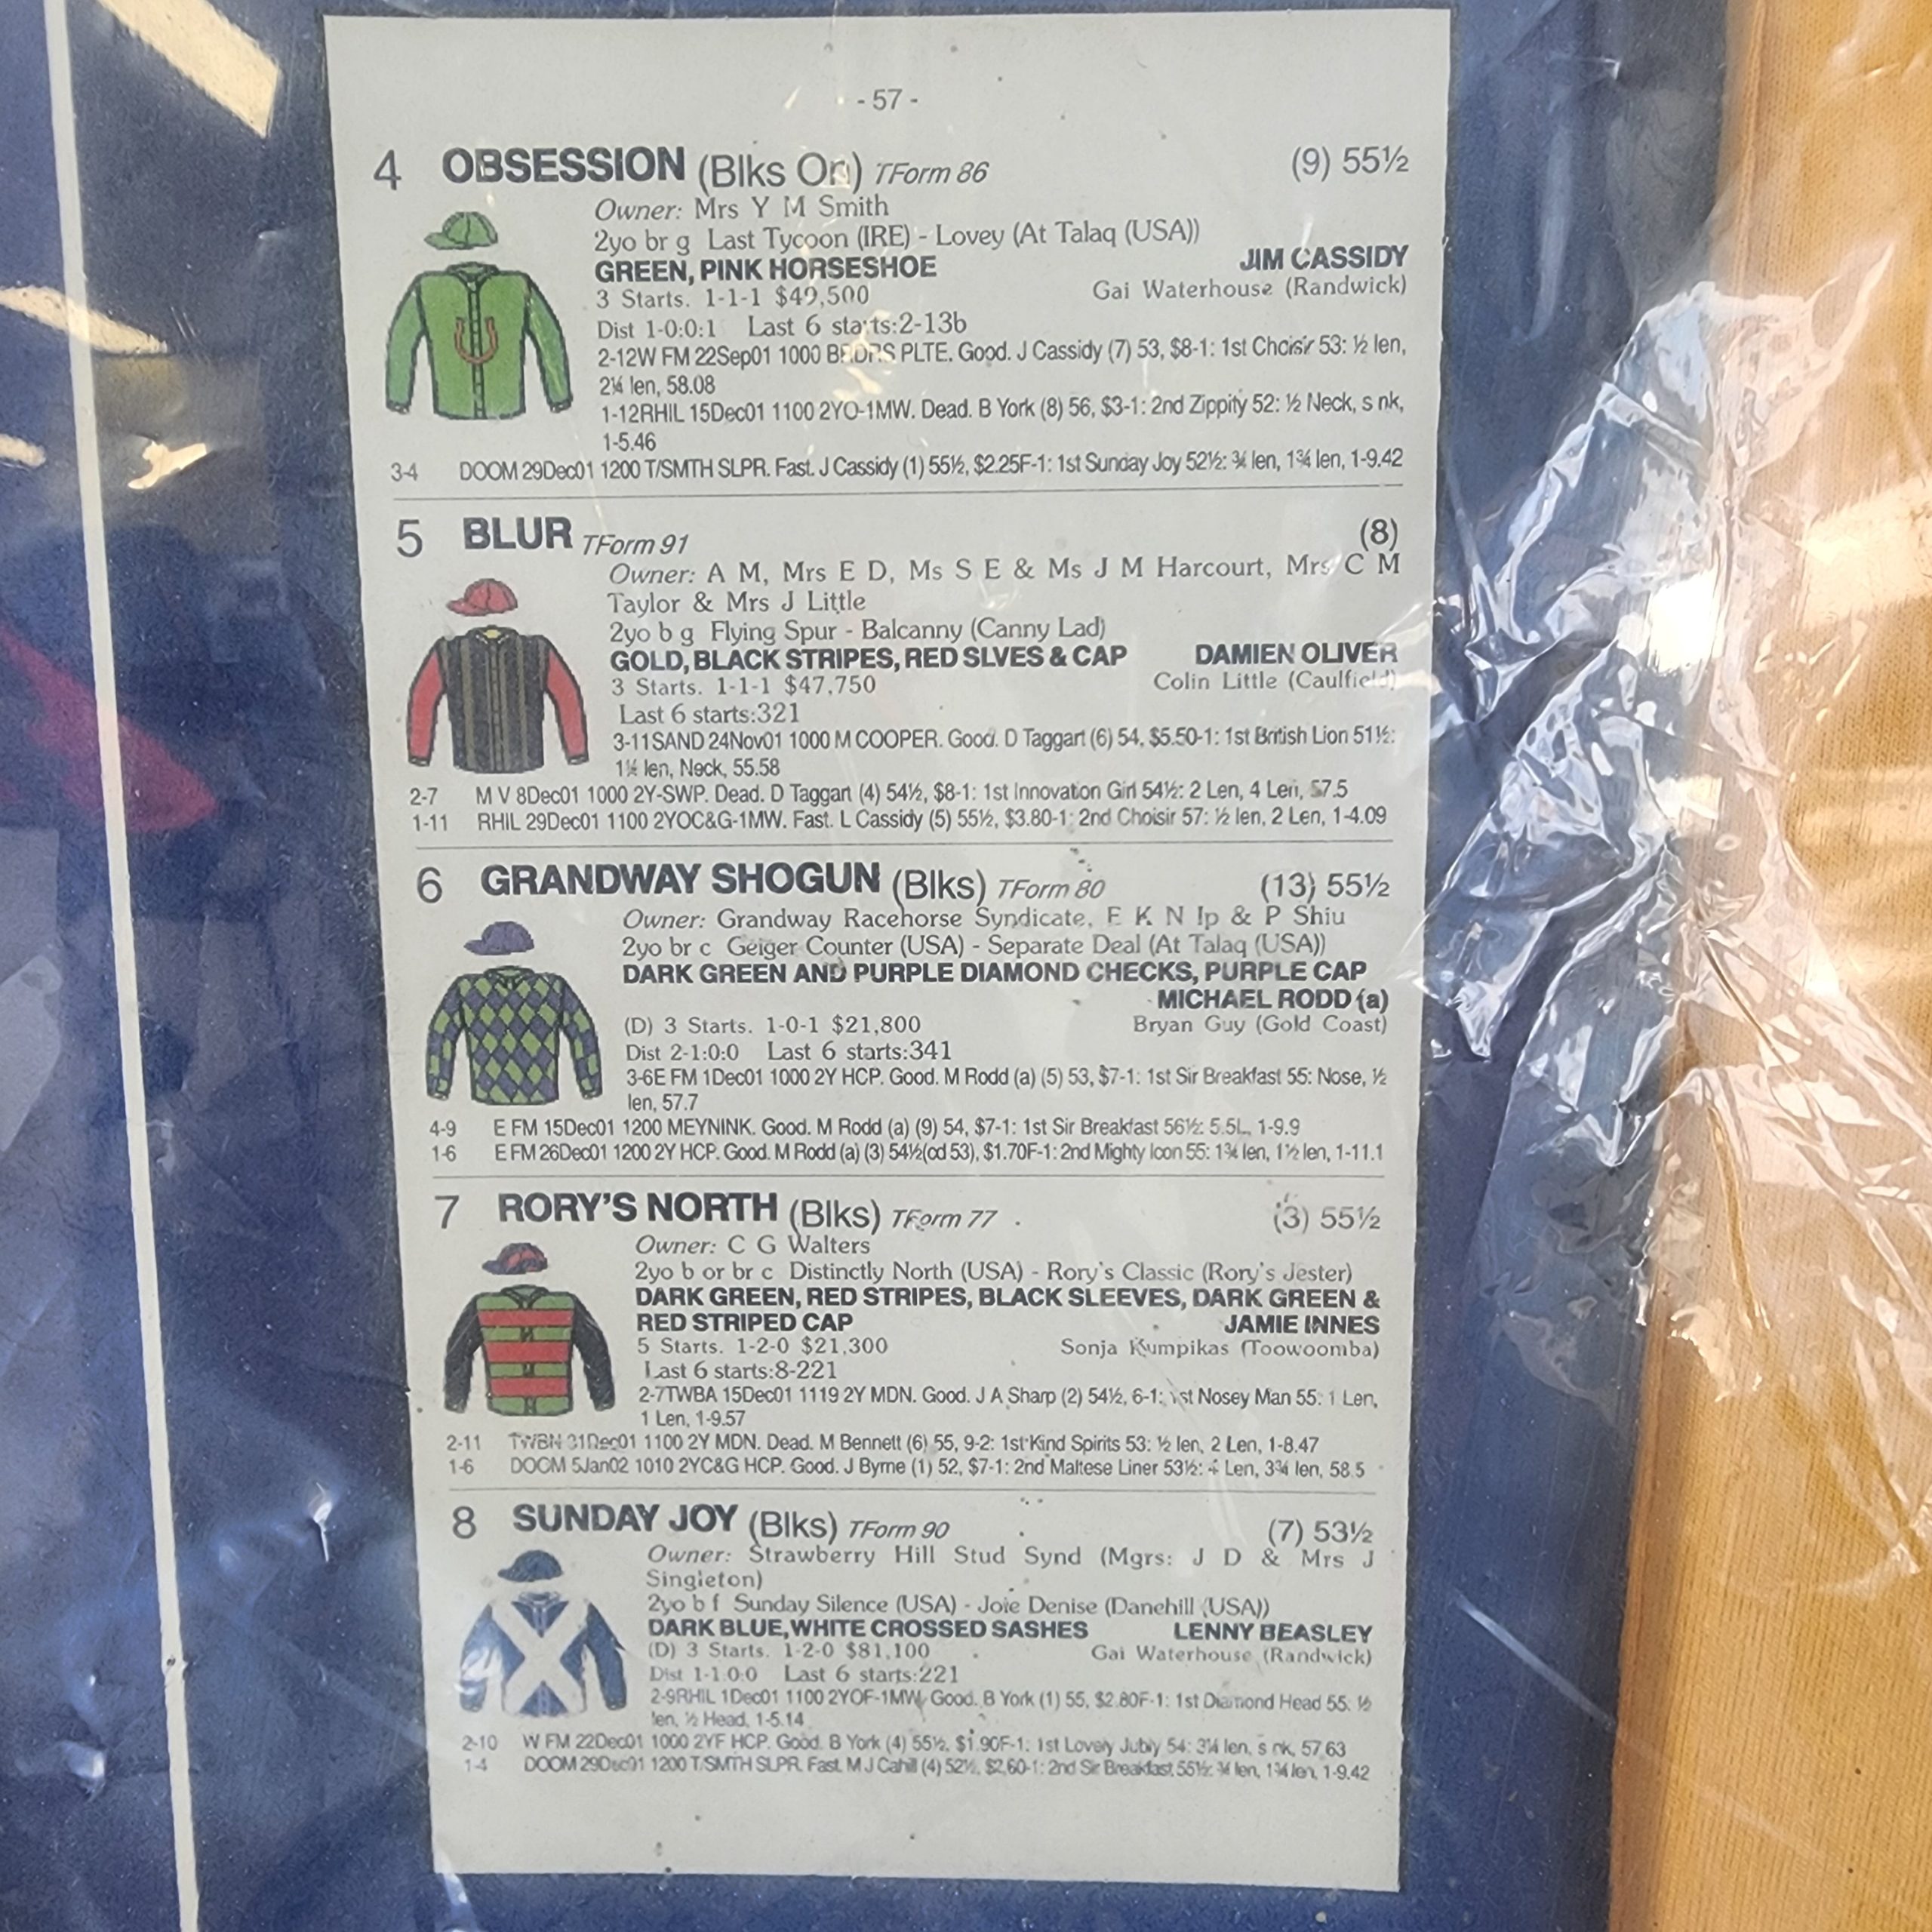 - 57 -
4 OBSESSION (Blks On) TForm 86 (9) 55½
Owner: Mrs Y M Smith
2yo br g Last Tycoon (IRE) - Lovey (At Talaq (USA))
GREEN, PINK HORSESHOE JIM CASSIDY
3 Starts. 1-1-1 $49,500 Gai Waterhouse (Randwick)
Dist 1-0:0:1 Last 6 starts:2-13b
2-12W FM 22Sep01 1000 BRDRS PLTE. Good. J Cassidy (7) 53, $8-1: 1st Choisir 53: ½ len,
2¼ len, 58.08
1-12RHIL 15Dec01 1100 2YO-1MW. Dead. B York (8) 56, $3-1: 2nd Zippity 52: ½ Neck, s nk,
1-5.46
3-4 DOOM 29Dec01 1200 T/SMTH SLPR. Fast. J Cassidy (1) 55½, $2.25F-1: 1st Sunday Joy 52½: ¾ len, 1¾ len, 1-9.42
5 BLUR TForm 91 (8)
Owner: A M, Mrs E D, Ms S E & Ms J M Harcourt, Mrs C M
Taylor & Mrs J Little
2yo b g Flying Spur - Balcanny (Canny Lad)
GOLD, BLACK STRIPES, RED SLVES & CAP DAMIEN OLIVER
3 Starts. 1-1-1 $47,750 Colin Little (Caulfield)
Last 6 starts:321
3-11SAND 24Nov01 1000 M COOPER. Good. D Taggart (6) 54, $5.50-1: 1st British Lion 51½:
len, Neck, 55.58
2-7 M V 8Dec01 1000 2Y-SWP. Dead. D Taggart (4) 54½, $8-1: 1st Innovation Girl 54½: 2 Len, 4 Len, 57.5
1-11 RHIL 29Dec01 1100 2YOC&G-1MW. Fast. L Cassidy (5) 55½, $3.80-1: 2nd Choisir 57: ½ len, 2 Len, 1-4.09
6 GRANDWAY SHOGUN (Blks) TForm 80 (13) 55½
Owner: Grandway Racehorse Syndicate, E K N Ip & P Shiu
2yo br c Geiger Counter (USA) - Separate Deal (At Talaq (USA))
DARK GREEN AND PURPLE DIAMOND CHECKS, PURPLE CAP
MICHAEL RODD (a)
(D) 3 Starts. 1-0-1 $21,800 Bryan Guy (Gold Coast)
Dist 2-1:0:0 Last 6 starts:341
3-6E FM 1Dec01 1000 2Y HCP. Good. M Rodd (a) (5) 53, $7-1: 1st Sir Breakfast 55: Nose, ½
len, 57.7
4-9 E FM 15Dec01 1200 MEYNINK. Good. M Rodd (a) (9) 54, $7-1: 1st Sir Breakfast 56½: 5.5L, 1-9.9
1-6 E FM 26Dec01 1200 2Y HCP. Good. M Rodd (a) (3) 54½(cd 53), $1.70F-1: 2nd Mighty Icon 55: 1¾ len, 1½ len, 1-11.1
7 RORY'S NORTH (Blks) TForm 77 (3) 55½
Owner: C G Walters
2yo b or br c Distinctly North (USA) - Rory's Classic (Rory's Jester)
DARK GREEN, RED STRIPES, BLACK SLEEVES, DARK GREEN &
RED STRIPED CAP JAMIE INNES
5 Starts. 1-2-0 $21,300 Sonja Kumpikas (Toowoomba)
Last 6 starts:8-221
2-7TWBA 15Dec01 1119 2Y MDN. Good. J A Sharp (2) 54½, 6-1: 1st Nosey Man 55: 1 Len,
1 Len, 1-9.57
2-11 TWBN 31Dec01 1100 2Y MDN. Dead. M Bennett (6) 55, 9-2: 1st Kind Spirits 53: ½ len, 2 Len, 1-8.47
1-6 DOOM 5Jan02 1010 2YC&G HCP. Good. J Byrne (1) 52, $7-1: 2nd Maltese Liner 53½: Len, 3¾ len, 58.5
8 SUNDAY JOY (Blks) TForm 90 (7) 53½
Owner: Strawberry Hill Stud Synd (Mgrs: J D & Mrs J
Singleton)
2yo b f Sunday Silence (USA) - Joie Denise (Danehill (USA))
DARK BLUE, WHITE CROSSED SASHES LENNY BEASLEY
(D) 3 Starts. 1-2-0 $81,100 Gai Waterhouse (Randwick)
Dist 1-1:0:0 Last 6 starts:221
2-9RHIL 1Dec01 1100 2YOF-1MW. Good. B York (1) 55, $2.80F-1: 1st Diamond Head 55: ½
len, ½ Head, 1-5.14
2-10 W FM 22Dec01 1000 2YF HCP. Good. B York (4) 55½, $1.90F-1: 1st Lovely Jubly 54: 3¼ len, s nk, 57.63
1-4 DOOM 29Dec01 1200 T/SMTH SLPR. Fast. M J Cahill (4) 52½, $2.60-1: 2nd Sir Breakfast 55½: ¾ len, 1¾ len, 1-9.42